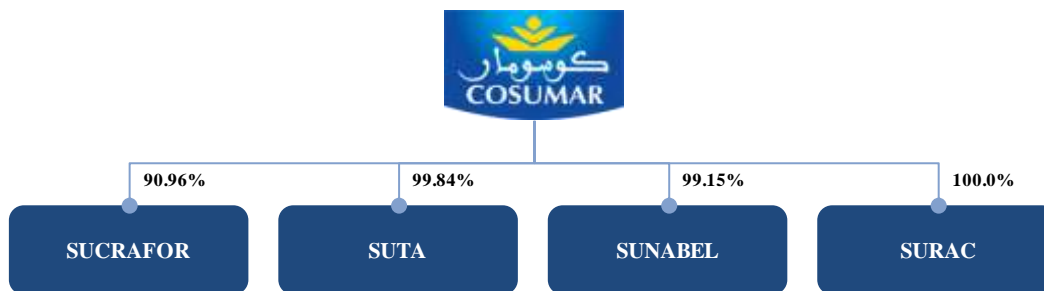 كوسومار
COSUMAR
90.96%
99.84%
99.15%
100.0%
SUCRAFOR
SUTA
SUNABEL
SURAC